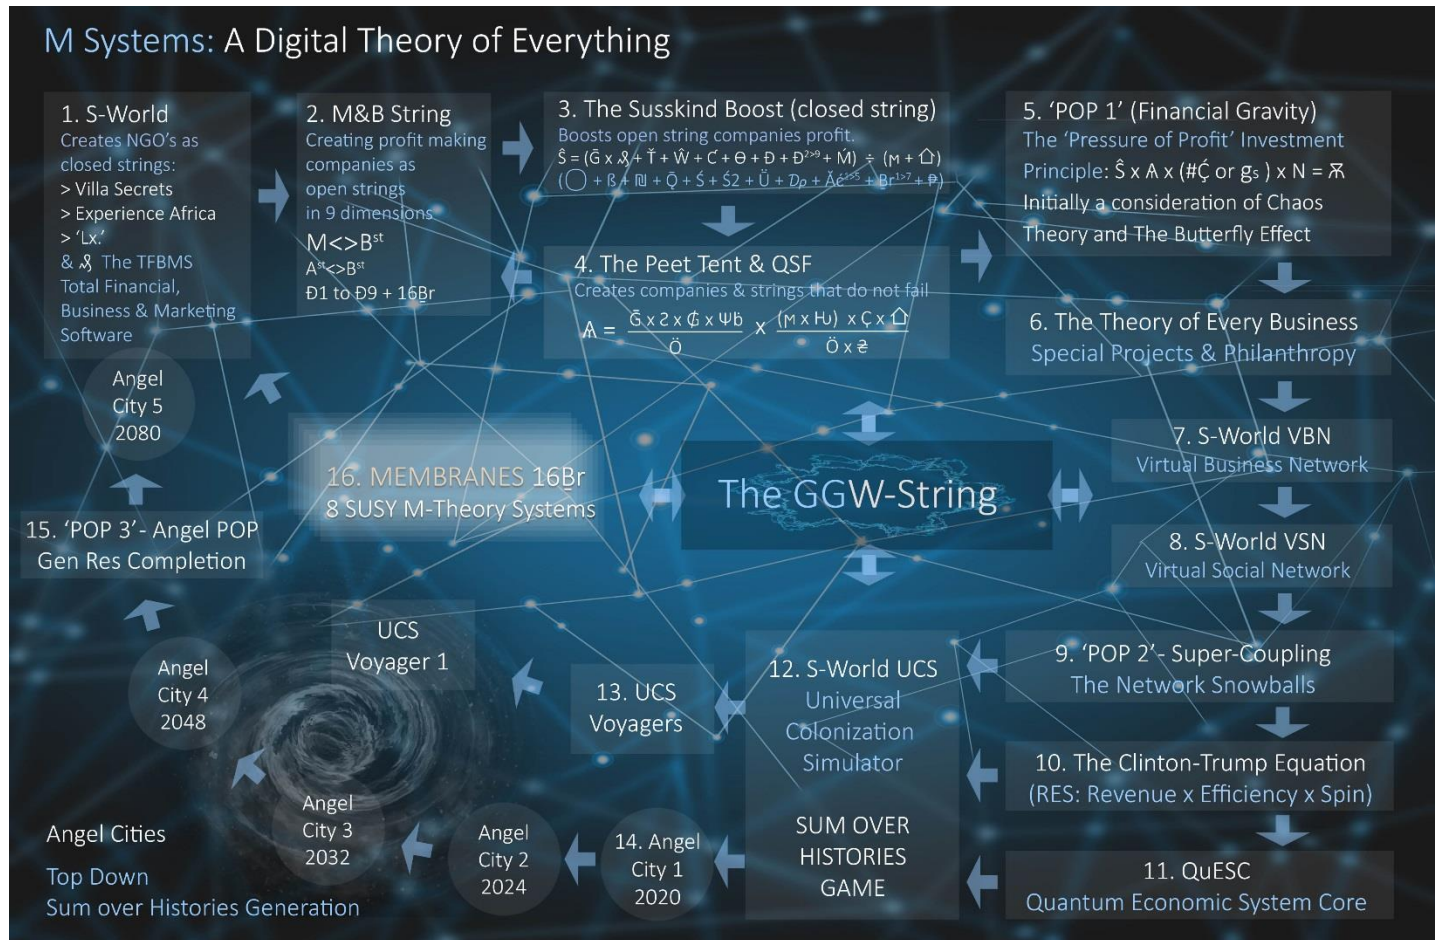 M Systems: A Digital Theory of Everything
1. S-World
Creates NGO's as
closed strings:
> Villa Secrets
> Experience Africa
> 'Lx.'
& The TFBMS
Total Financial,
Business & Marketing
Software
2. M&B String
Creating profit making
companies as
open strings
in 9 dimensions
M<>Bˢᵗ
Aˢᵗ<>Bˢᵗ
Đ1 to Đ9 + 16Ḇr
3. The Susskind Boost (closed string)
Boosts open string companies profit.
4. The Peet Tent & QSF
Creates companies & strings that do not fail
5. 'POP 1' (Financial Gravity)
The 'Pressure of Profit' Investment
Principle:
Initially a consideration of Chaos
Theory and The Butterfly Effect
6. The Theory of Every Business
Special Projects & Philanthropy
7. S-World VBN
Virtual Business Network
8. S-World VSN
Virtual Social Network
9. 'POP 2'- Super-Coupling
The Network Snowballs
10. The Clinton-Trump Equation
(RES: Revenue x Efficiency x Spin)
11. QuESC
Quantum Economic System Core
12. S-World UCS
Universal
Colonization
Simulator
SUM OVER
HISTORIES
GAME
13. UCS
Voyagers
UCS
Voyager 1
14. Angel
City 1
2020
Angel
City 2
2024
Angel
City 3
2032
Angel
City 4
2048
15. 'POP 3'- Angel POP
Gen Res Completion
Angel
City 5
2080
16. MEMBRANES 16Ḇr
8 SUSY M-Theory Systems
The GGW-String
Angel Cities
Top Down
Sum over Histories Generation